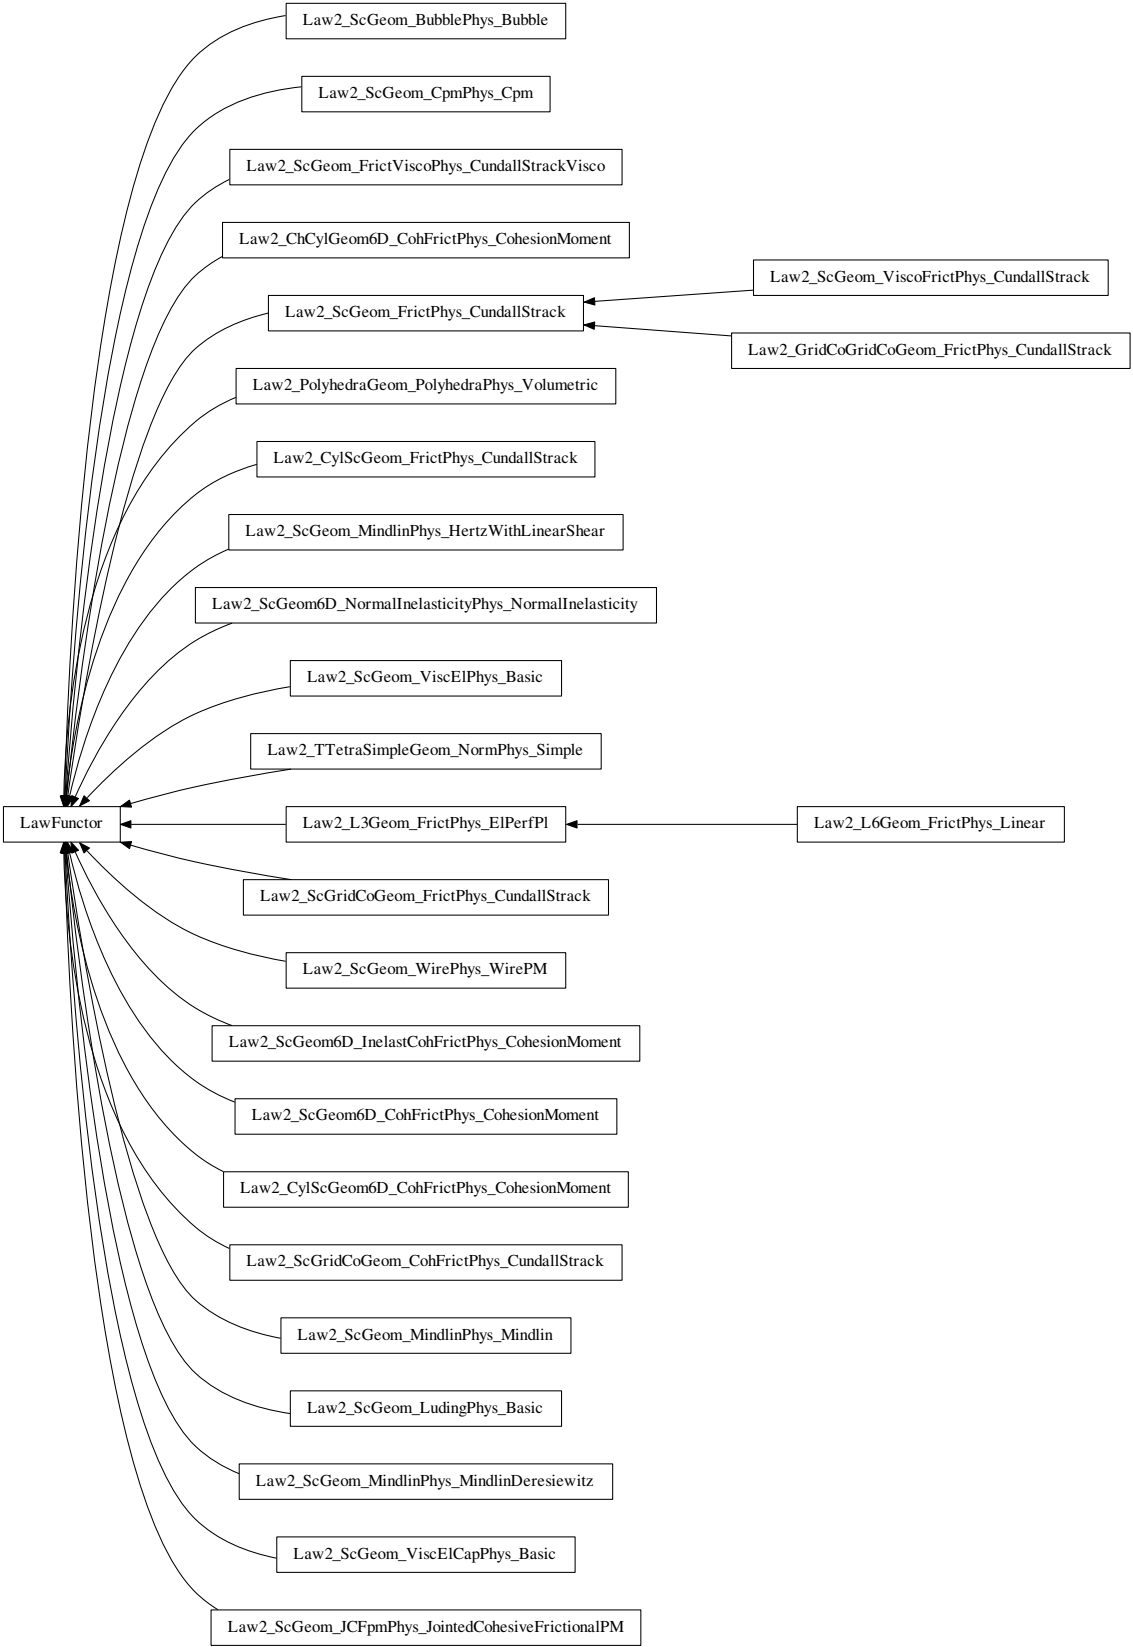 Law2_ScGeom_BubblePhys_Bubble
Law2_ScGeom_CpmPhys_Cpm
Law2_ScGeom_FrictViscoPhys_CundallStrackVisco
Law2_ChCylGeom6D_CohFrictPhys_CohesionMoment
Law2_ScGeom_ViscoFrictPhys_CundallStrack
Law2_ScGeom_FrictPhys_CundallStrack
Law2_GridCoGridCoGeom_FrictPhys_CundallStrack
Law2_PolyhedraGeom_PolyhedraPhys_Volumetric
Law2_CylScGeom_FrictPhys_CundallStrack
Law2_ScGeom_MindlinPhys_HertzWithLinearShear
Law2_ScGeom6D_NormalInelasticityPhys_NormalInelasticity
Law2_ScGeom_ViscElPhys_Basic
Law2_TTetraSimpleGeom_NormPhys_Simple
LawFunctor
Law2_L3Geom_FrictPhys_ElPerfPl
Law2_L6Geom_FrictPhys_Linear
Law2_ScGridCoGeom_FrictPhys_CundallStrack
Law2_ScGeom_WirePhys_WirePM
Law2_ScGeom6D_InelastCohFrictPhys_CohesionMoment
Law2_ScGeom6D_CohFrictPhys_CohesionMoment
Law2_CylScGeom6D_CohFrictPhys_CohesionMoment
Law2_ScGridCoGeom_CohFrictPhys_CundallStrack
Law2_ScGeom_MindlinPhys_Mindlin
Law2_ScGeom_LudingPhys_Basic
Law2_ScGeom_MindlinPhys_MindlinDeresiewitz
Law2_ScGeom_ViscElCapPhys_Basic
Law2_ScGeom_JCFpmPhys_JointedCohesiveFrictionalPM